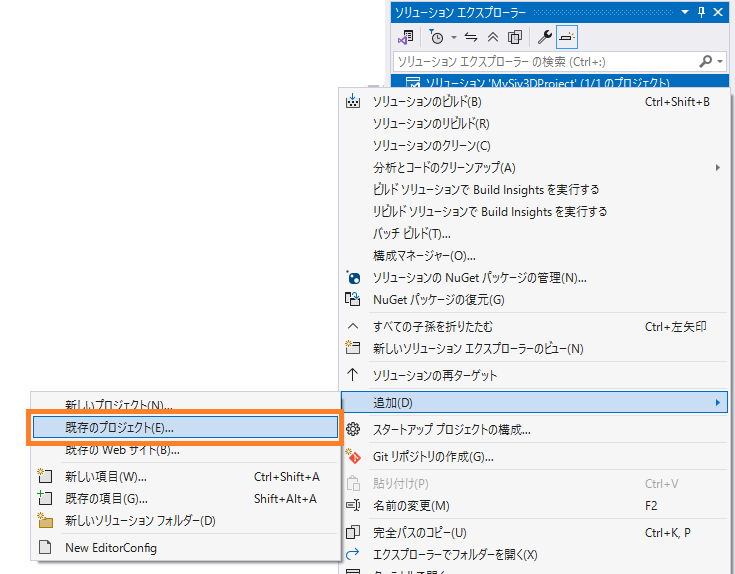 ソリューション エクスプローラー
ソリューション エクスプローラー の検索 (Ctrl+:)
ソリューション 'MySiv3DProject' (1/1 のプロジェクト)
ソリューションのビルド(B) Ctrl+Shift+B
ソリューションのリビルド(R)
ソリューションのクリーン(C)
分析とコードのクリーンアップ(A)
ビルド ソリューションで Build Insights を実行する
リビルド ソリューションで Build Insights を実行する
バッチ ビルド(T)...
構成マネージャー(O)...
ソリューションの NuGet パッケージの管理(N)...
NuGet パッケージの復元(G)
すべての子孫を折りたたむ Ctrl+左矢印
新しいソリューション エクスプローラーのビュー(N)
ソリューションの再ターゲット
追加(D)
スタートアップ プロジェクトの構成...
Git リポジトリの作成(G)...
貼り付け(P) Ctrl+V
名前の変更(M) F2
完全パスのコピー(U) Ctrl+K, P
エクスプローラーでフォルダーを開く(X)
ターミナルで開く
新しいプロジェクト(N)...
既存のプロジェクト(E)...
既存の Web サイト(B)...
新しい項目(W)... Ctrl+Shift+A
既存の項目(G)... Shift+Alt+A
新しいソリューション フォルダー(D)
New EditorConfig